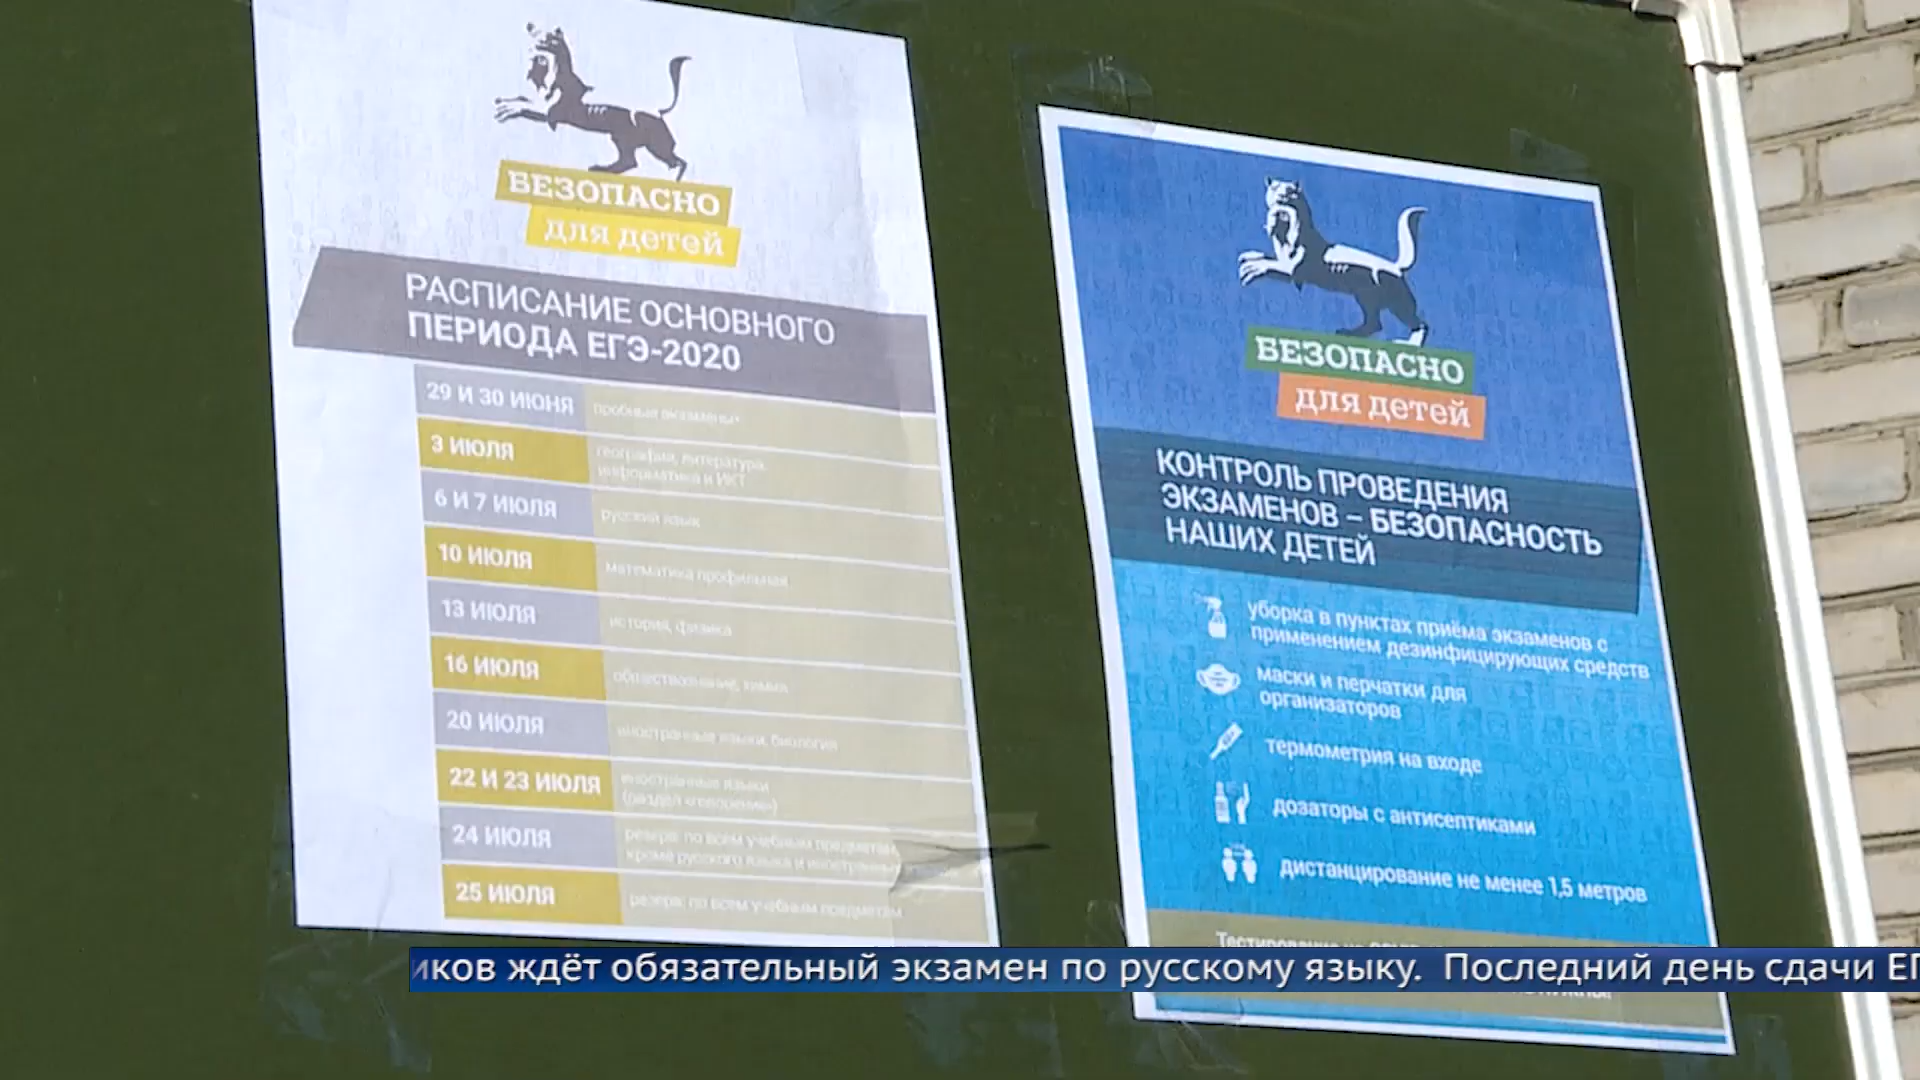 БЕЗОПАСНО
для детей
РАСПИСАНИЕ ОСНОВНОГО
ПЕРИОДА ЕГЭ-2020
29 И 30 ИЮНЯ пробные экзамены*
3 ИЮЛЯ география, литература,
информатика и ИКТ
6 И 7 ИЮЛЯ русский язык
10 ИЮЛЯ математика профильная
13 ИЮЛЯ история, физика
16 ИЮЛЯ обществознание, химия
20 ИЮЛЯ иностранные языки, биология
22 И 23 ИЮЛЯ иностранные языки
(раздел «говорение»)
24 ИЮЛЯ резерв: по всем учебным предметам,
кроме русского языка и
25 ИЮЛЯ резерв: по всем учебным предметам
БЕЗОПАСНО
для детей
КОНТРОЛЬ ПРОВЕДЕНИЯ
ЭКЗАМЕНОВ – БЕЗОПАСНОСТЬ
НАШИХ ДЕТЕЙ
уборка в пунктах приёма экзаменов с
применением дезинфицирующих средств
маски и перчатки для
организаторов
термометрия на входе
дозаторы с антисептиками
дистанцирование не менее 1,5 метров
Тестирование на
иков ждёт обязательный экзамен по русскому языку. Последний день сдачи ЕГ